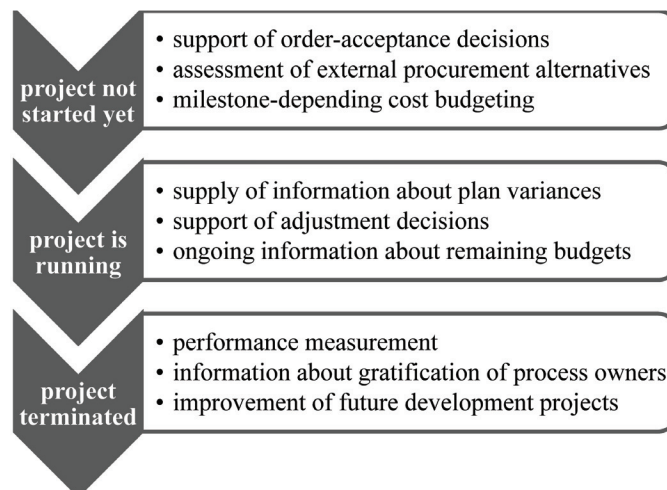 project not
started yet
• support of order-acceptance decisions
• assessment of external procurement alternatives
• milestone-depending cost budgeting
project is
running
• supply of information about plan variances
• support of adjustment decisions
• ongoing information about remaining budgets
project
terminated
• performance measurement
• information about gratification of process owners
• improvement of future development projects